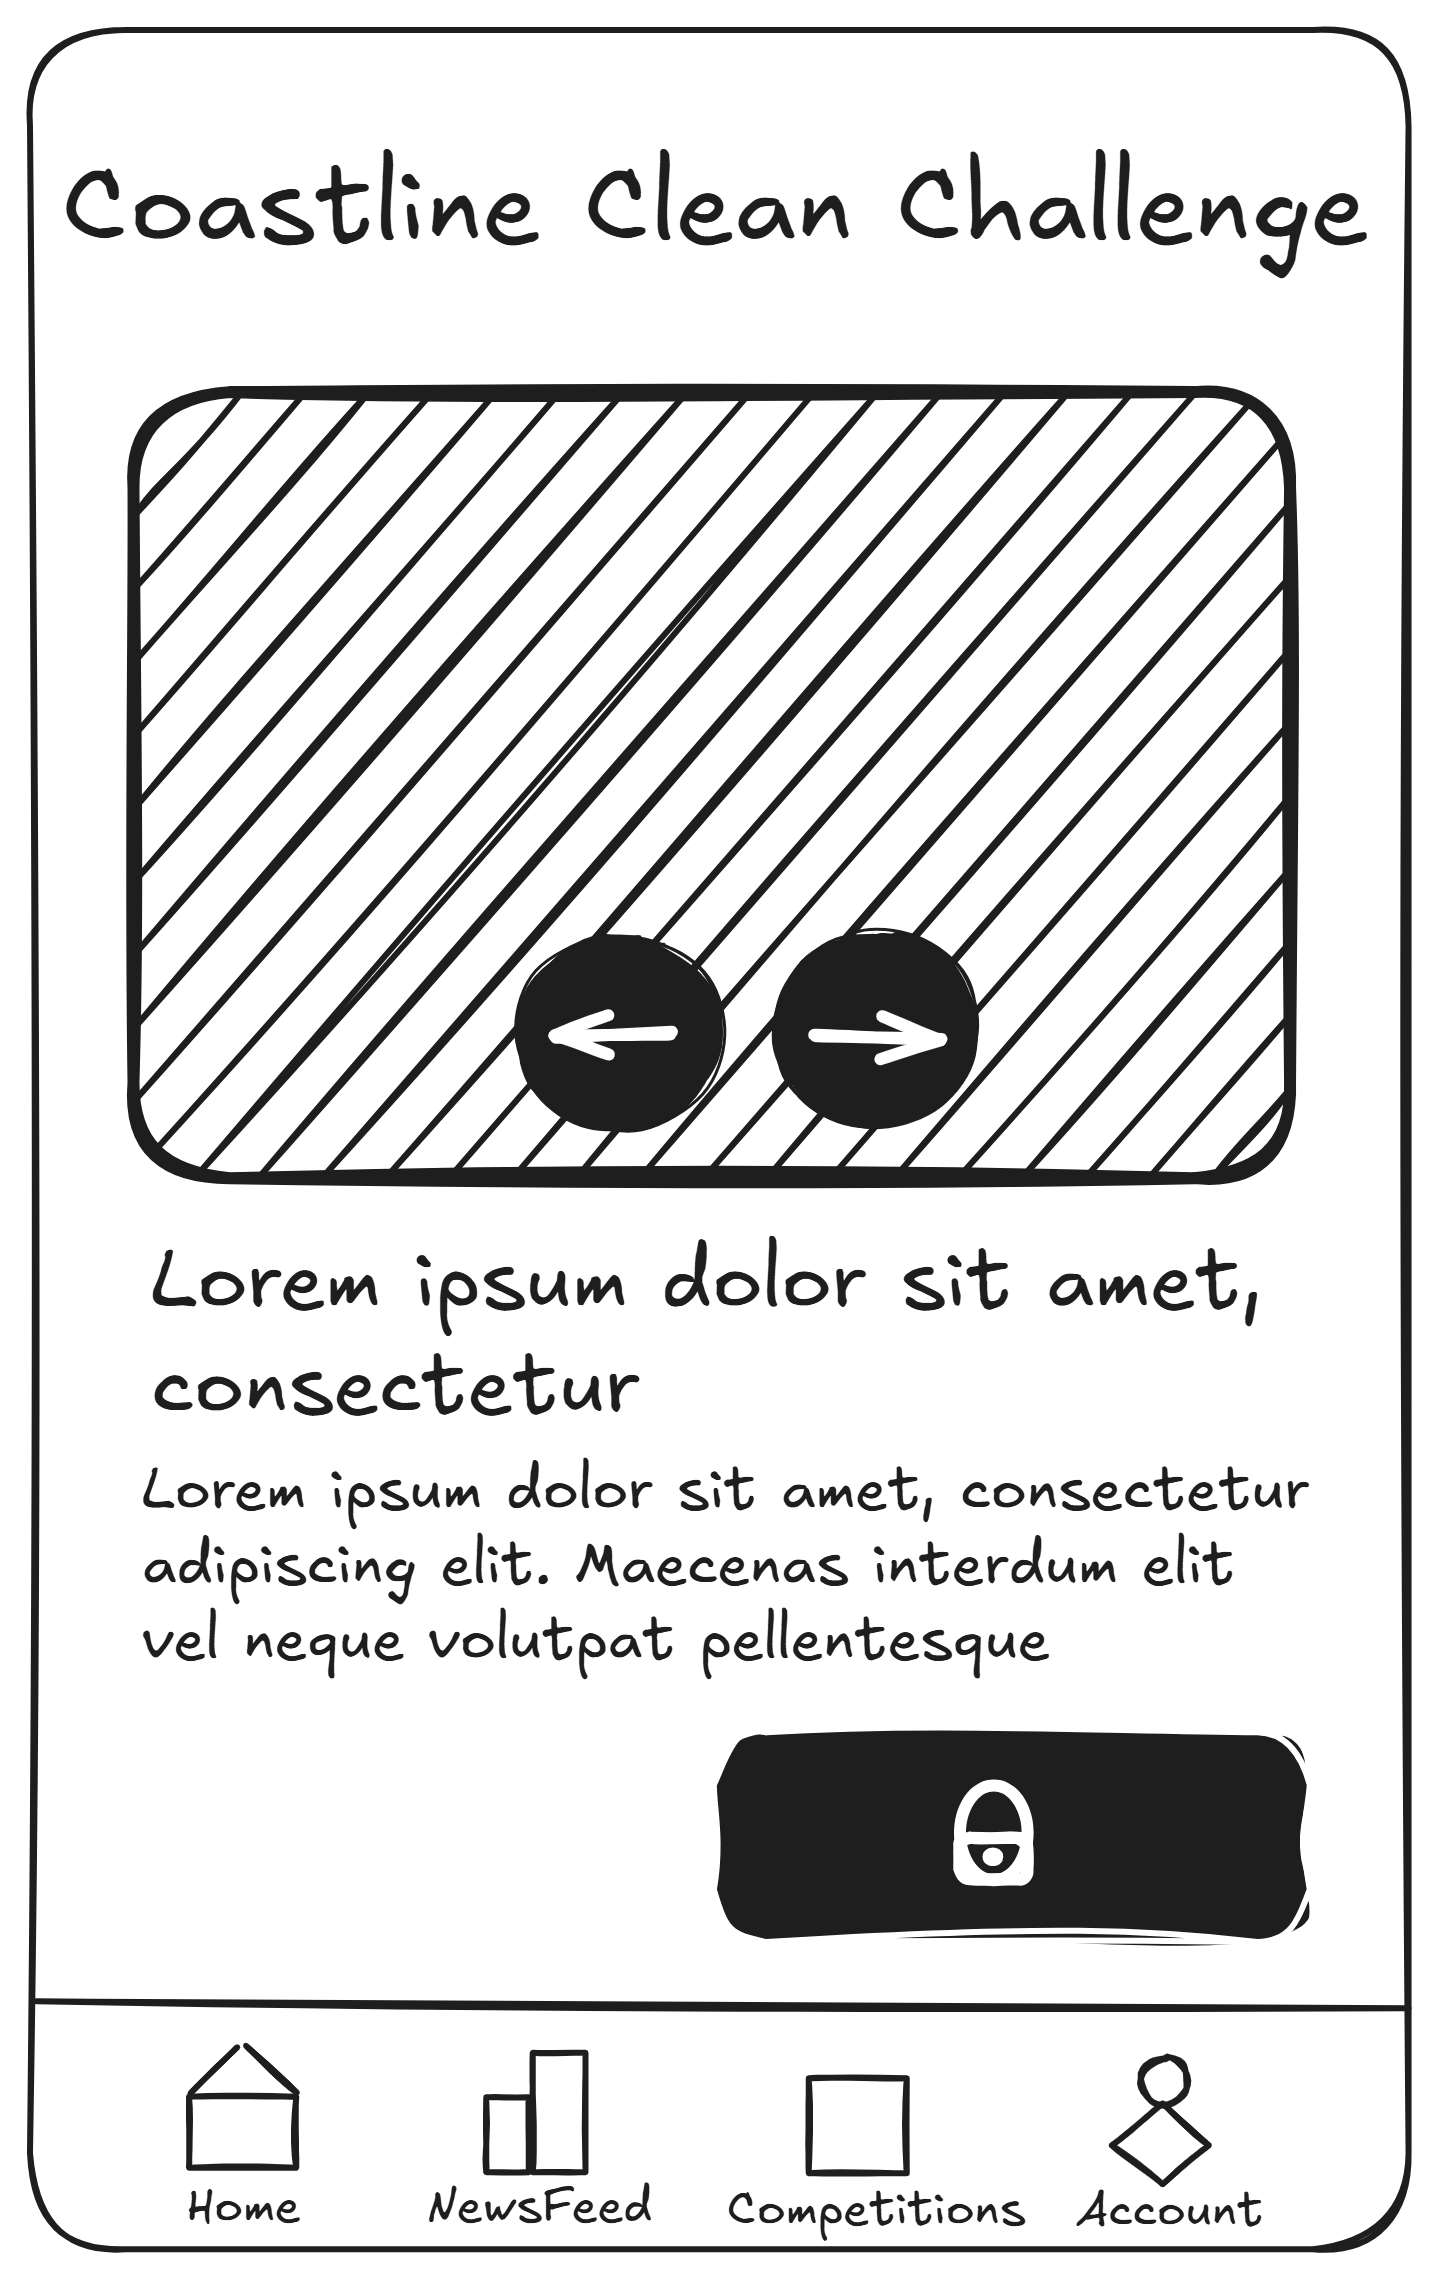 Coastline Clean Challenge
Lorem ipsum dolor sit amet,
consectetur
Lorem ipsum dolor sit amet, consectetur
adipiscing elit. Maecenas interdum elit
vel neque volutpat pellentesque
Home
NewsFeed
Competitions
Account